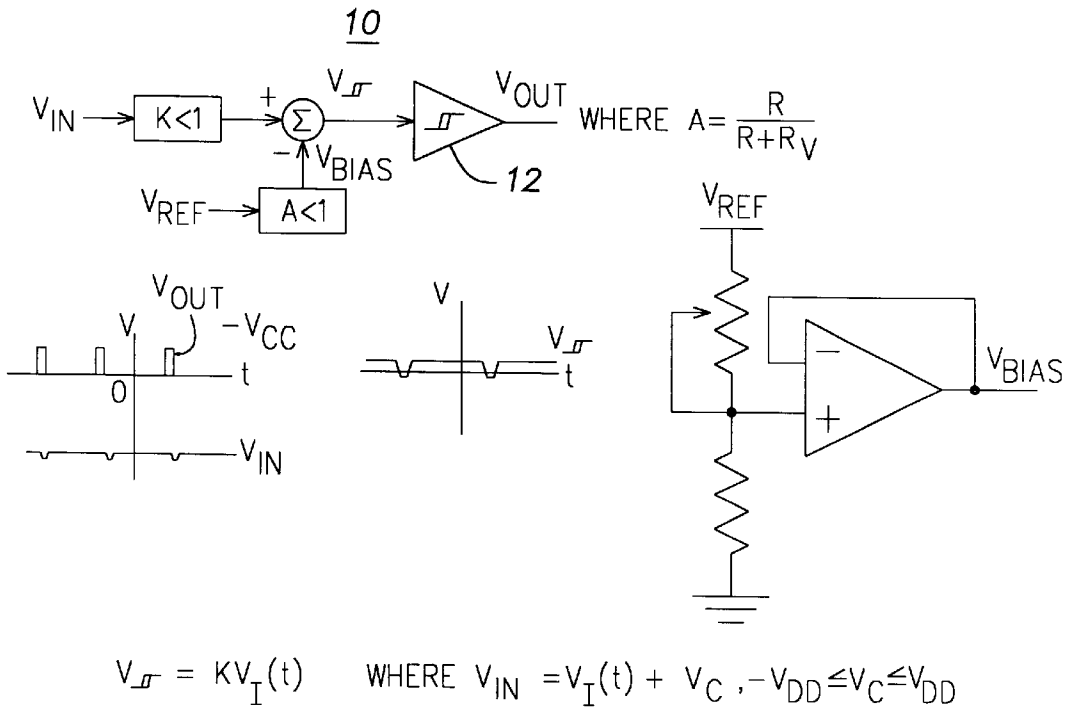 10
V_⎎
V_IN
K<1
+
Σ
V_OUT
WHERE A = R/(R+R_V)
−
V_BIAS
12
V_REF
A<1
V_REF
V_OUT
V
−V_CC
0
t
V_IN
V
V_⎎
t
−
+
V_BIAS
V_⎎ = KV_I(t) WHERE V_IN = V_I(t) + V_C , −V_DD ≤ V_C ≤ V_DD